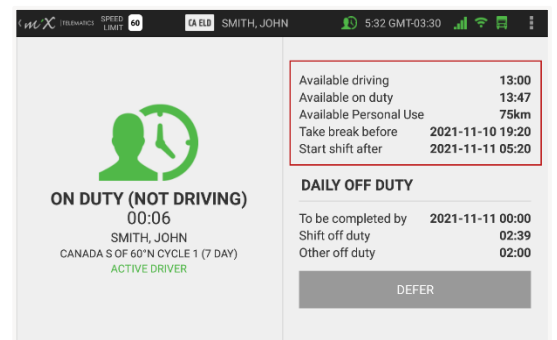 MiX TELEMATICS SPEED LIMIT 60 CA ELD SMITH, JOHN 5:32 GMT-03:30
Available driving 13:00
Available on duty 13:47
Available Personal Use 75km
Take break before 2021-11-10 19:20
Start shift after 2021-11-11 05:20
DAILY OFF DUTY
To be completed by 2021-11-11 00:00
Shift off duty 02:39
Other off duty 02:00
DEFER
ON DUTY (NOT DRIVING)
00:06
SMITH, JOHN
CANADA S OF 60°N CYCLE 1 (7 DAY)
ACTIVE DRIVER